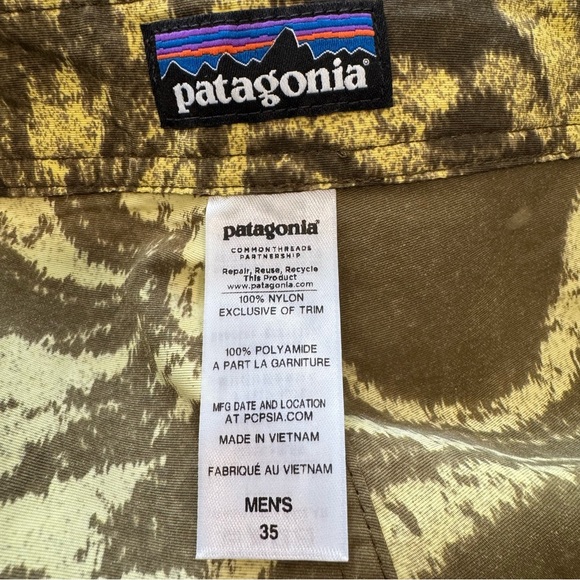 patagonia®
patagonia®
COMMONTHREADS
PARTNERSHIP
Repair, Reuse, Recycle
This Product
www.patagonia.com
100% NYLON
EXCLUSIVE OF TRIM
100% POLYAMIDE
A PART LA GARNITURE
MFG DATE AND LOCATION
AT PCPSIA.COM
MADE IN VIETNAM
FABRIQUÉ AU VIETNAM
MEN'S
35